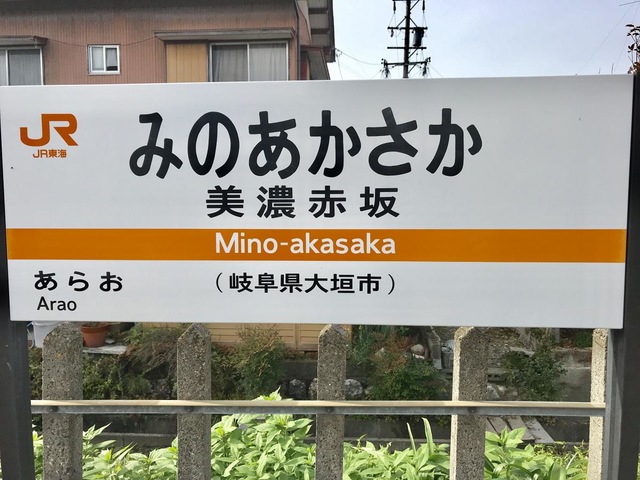 JR
JR東海
みのあかさか
美濃赤坂
Mino-akasaka
あらお
Arao
(岐阜県大垣市)